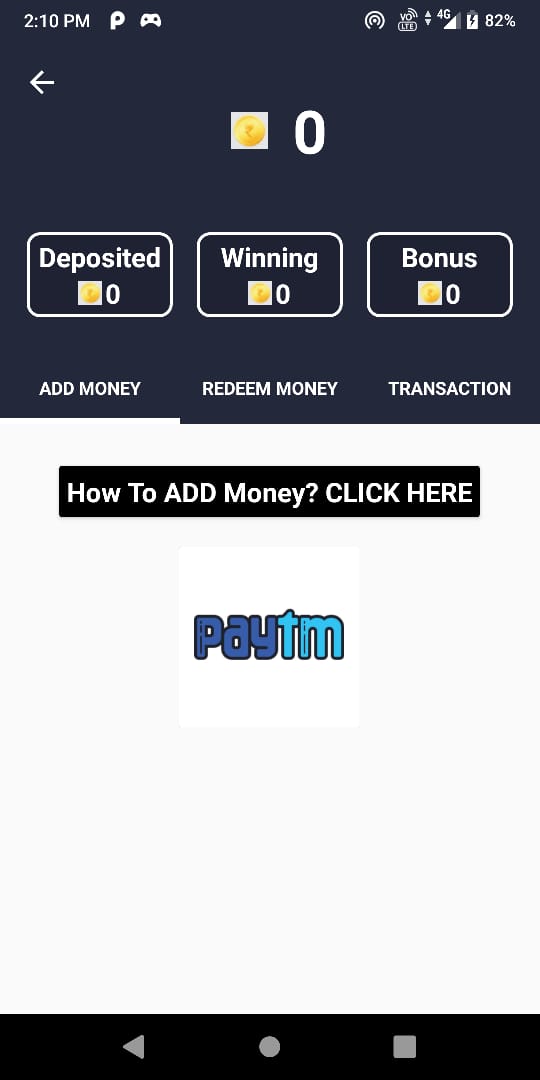 2:10 PM VO LTE 4G 82%
0
Deposited Winning Bonus
0 0 0
ADD MONEY REDEEM MONEY TRANSACTION
How To ADD Money? CLICK HERE
paytm